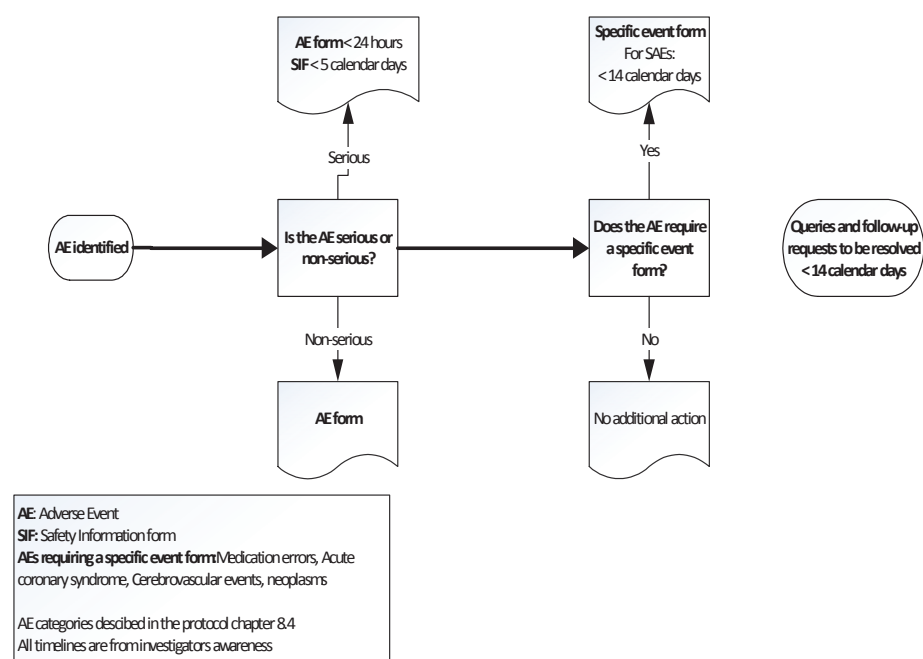 AE form < 24 hours
SIF < 5 calendar days
Specific event form
For SAEs:
< 14 calendar days
Serious
Yes
AE identified
Is the AE serious or
non-serious?
Does the AE require
a specific event
form?
Queries and follow-up
requests to be resolved
< 14 calendar days
Non-serious
No
AE form
No additional action
AE: Adverse Event
SIF: Safety Information form
AEs requiring a specific event form:Medication errors, Acute
coronary syndrome, Cerebrovascular events, neoplasms
AE categories descibed in the protocol chapter 8.4
All timelines are from investigators awareness